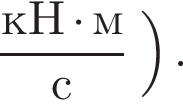 кН · м
с ) .